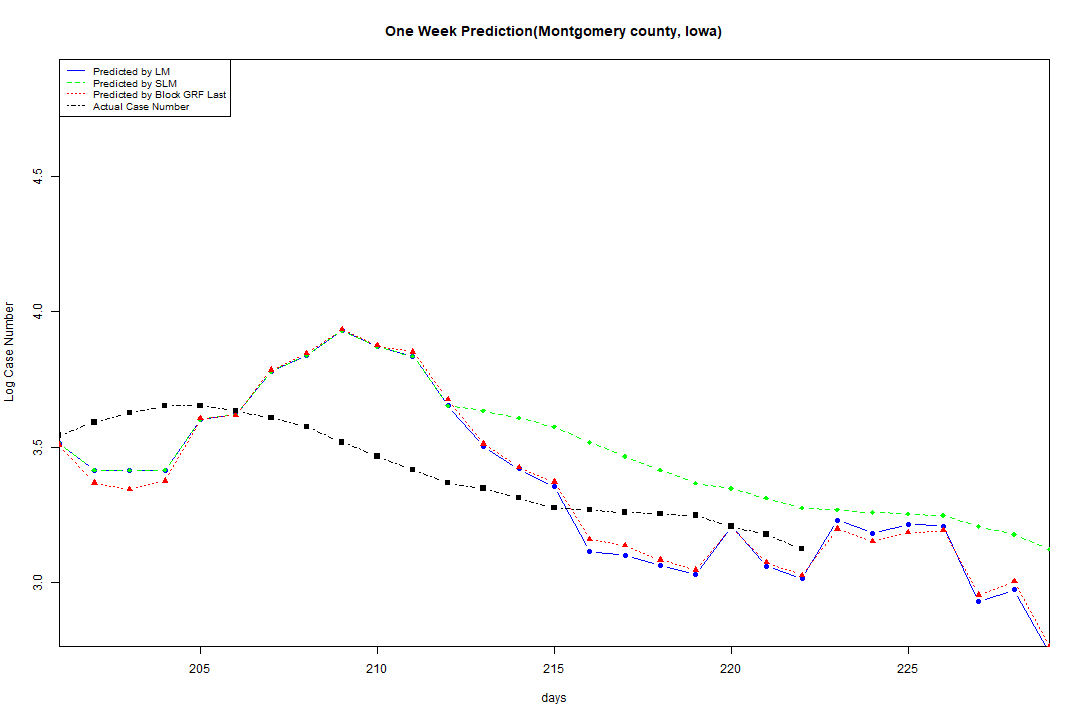 One Week Prediction(Montgomery county, Iowa)
Predicted by LM
Predicted by SLM
Predicted by Block GRF Last
Actual Case Number
4.5
4.0
3.5
3.0
Log Case Number
205 210 215 220 225
days